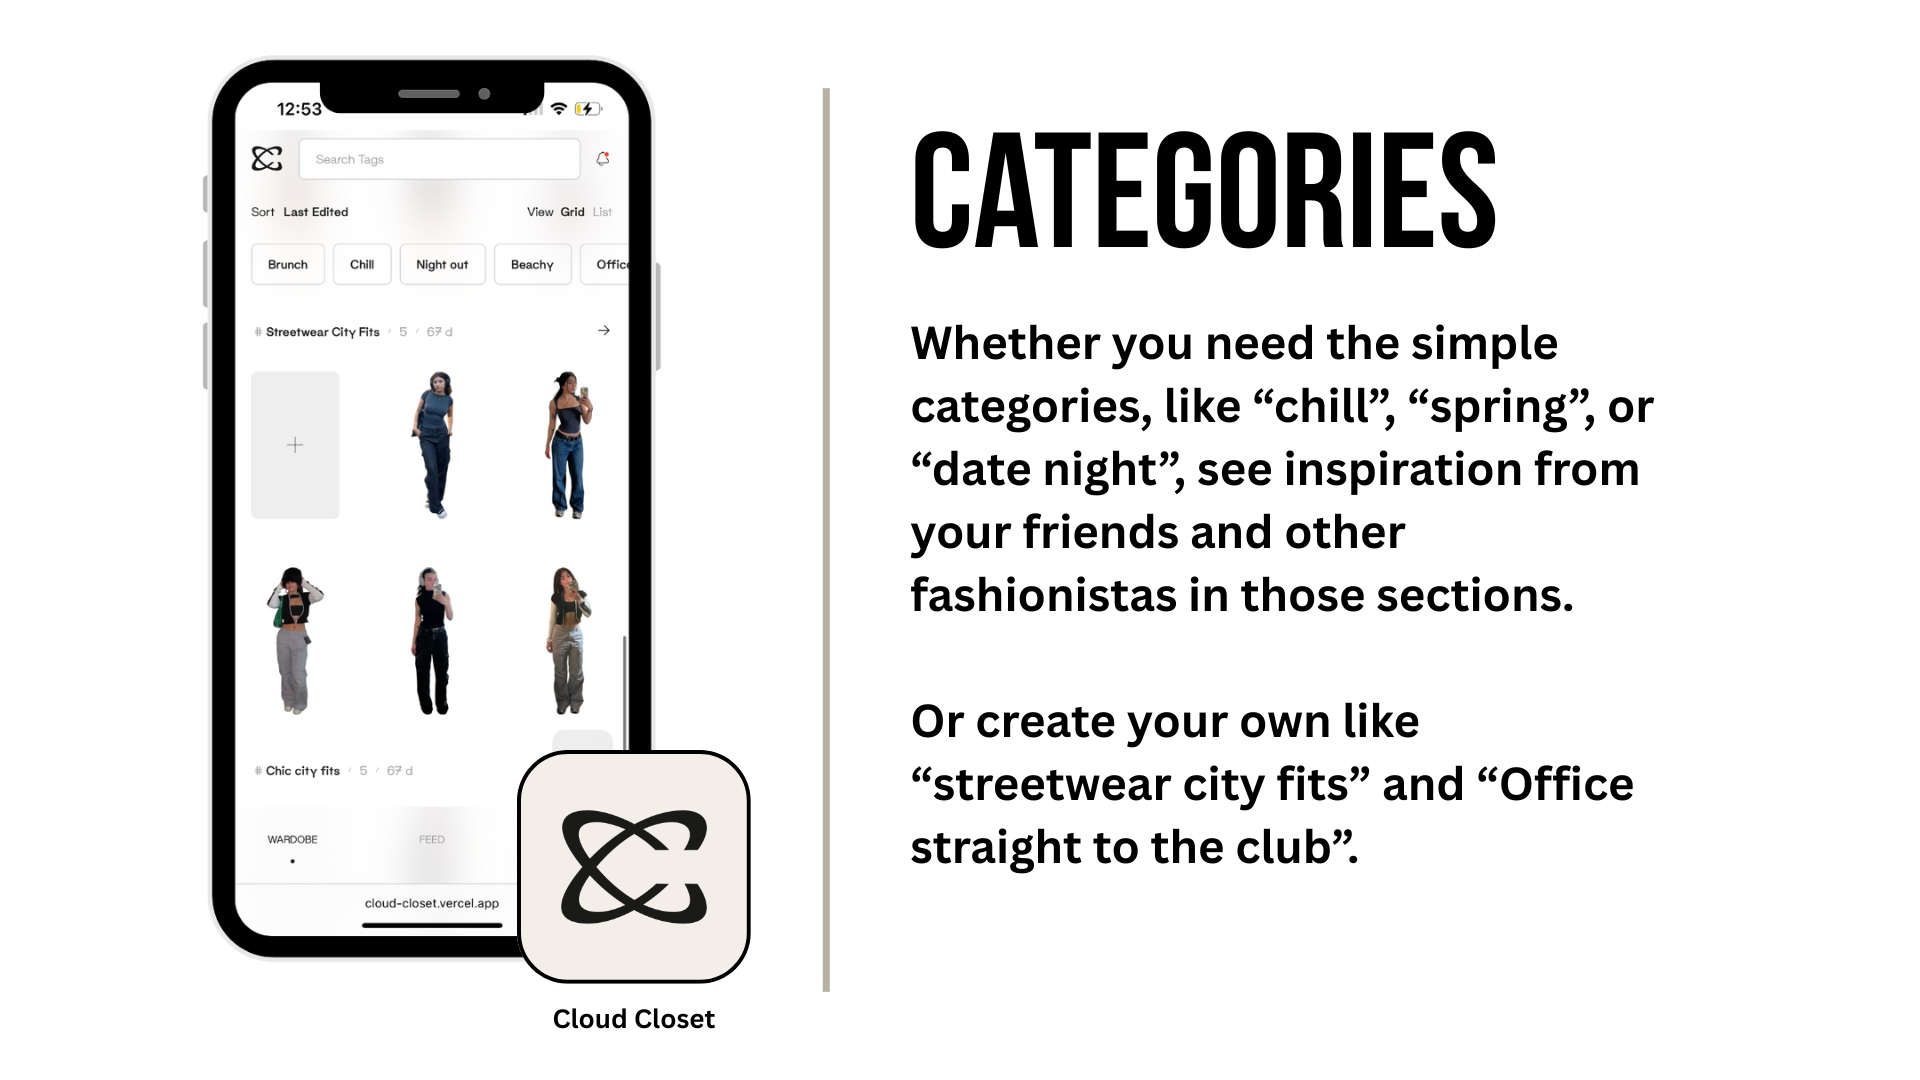 12:53
Search Tags
Sort Last Edited
View Grid List
Brunch
Chill
Night out
Beachy
Office
# Streetwear City Fits / 5 / 67 d
# Chic city fits / 5 / 67 d
WARDOBE
FEED
cloud-closet.vercel.app
Cloud Closet
CATEGORIES
Whether you need the simple
categories, like “chill”, “spring”, or
“date night”, see inspiration from
your friends and other
fashionistas in those sections.
Or create your own like
“streetwear city fits” and “Office
straight to the club”.